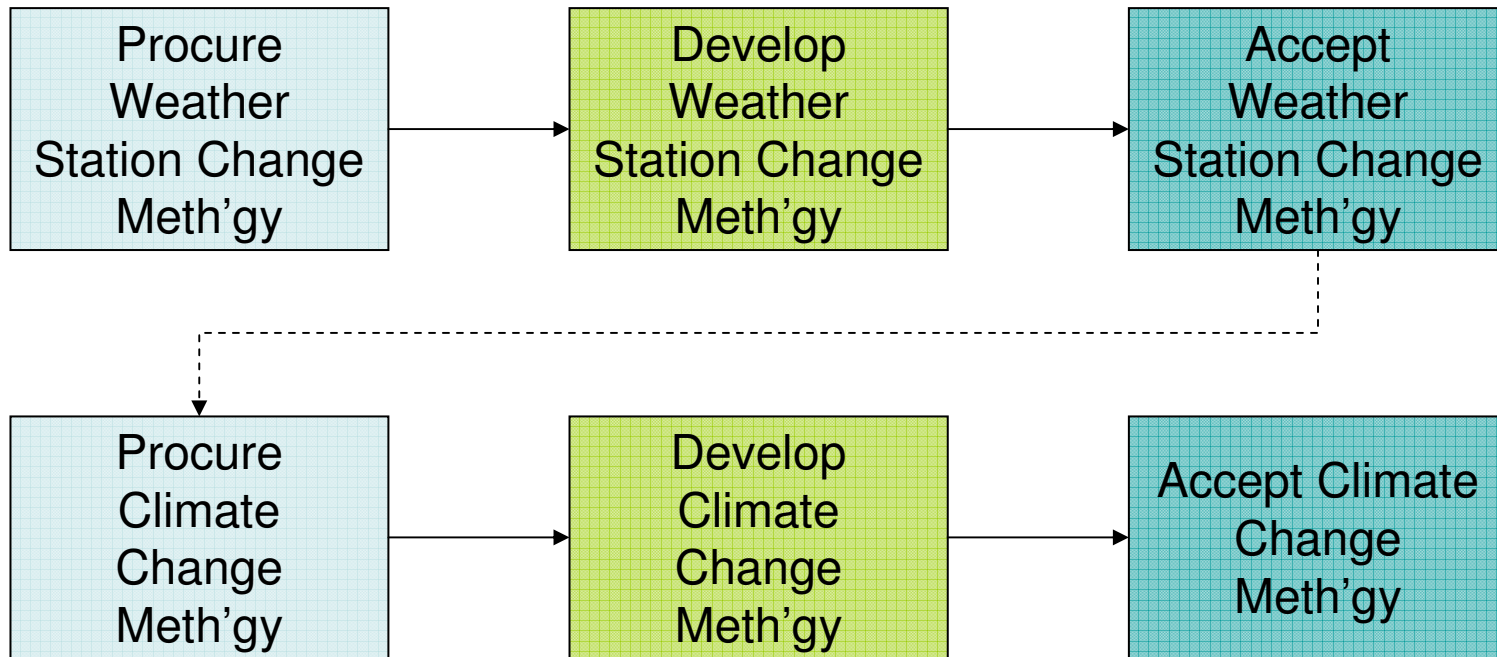 Procure
Weather
Station Change
Meth'gy
Develop
Weather
Station Change
Meth'gy
Accept
Weather
Station Change
Meth'gy
Procure
Climate
Change
Meth'gy
Develop
Climate
Change
Meth'gy
Accept Climate
Change
Meth'gy